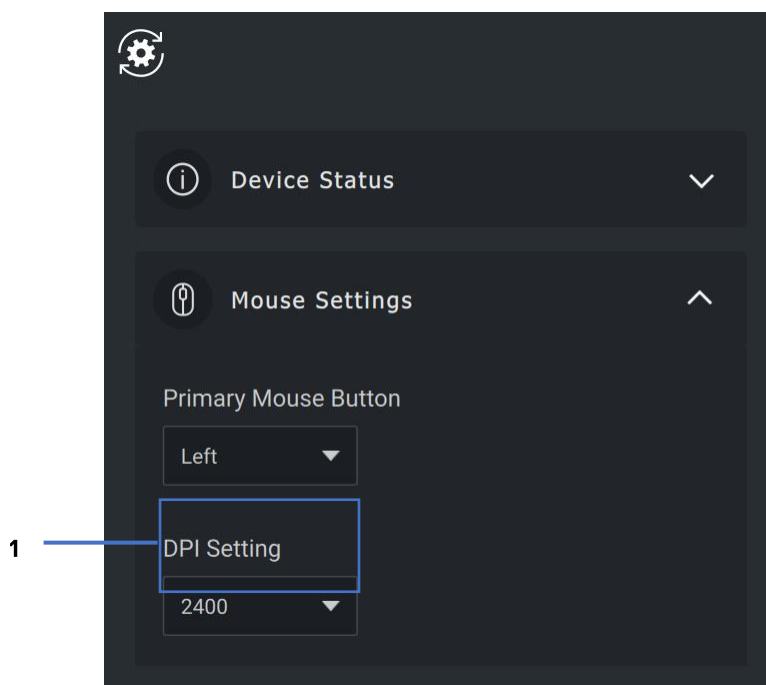 Device Status
Mouse Settings
Primary Mouse Button
Left
1
DPI Setting
2400